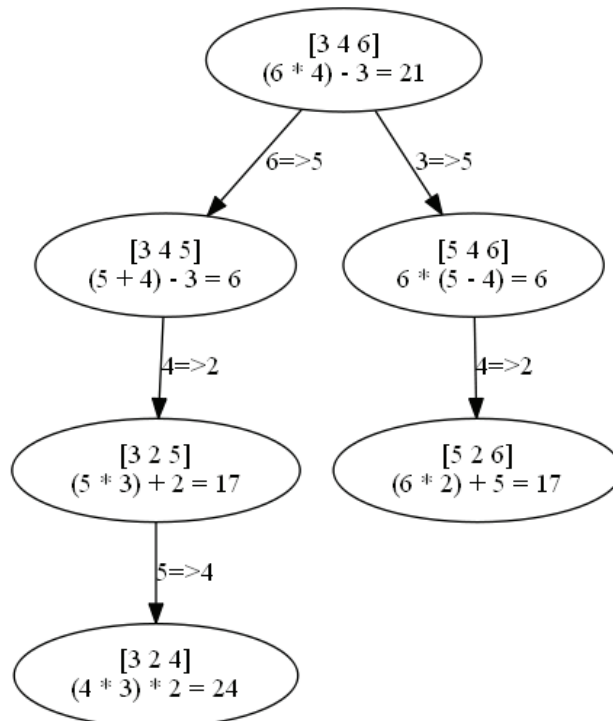 [3 4 6]
(6 * 4) - 3 = 21
6=>5
3=>5
[3 4 5]
(5 + 4) - 3 = 6
[5 4 6]
6 * (5 - 4) = 6
4=>2
4=>2
[3 2 5]
(5 * 3) + 2 = 17
[5 2 6]
(6 * 2) + 5 = 17
5=>4
[3 2 4]
(4 * 3) * 2 = 24